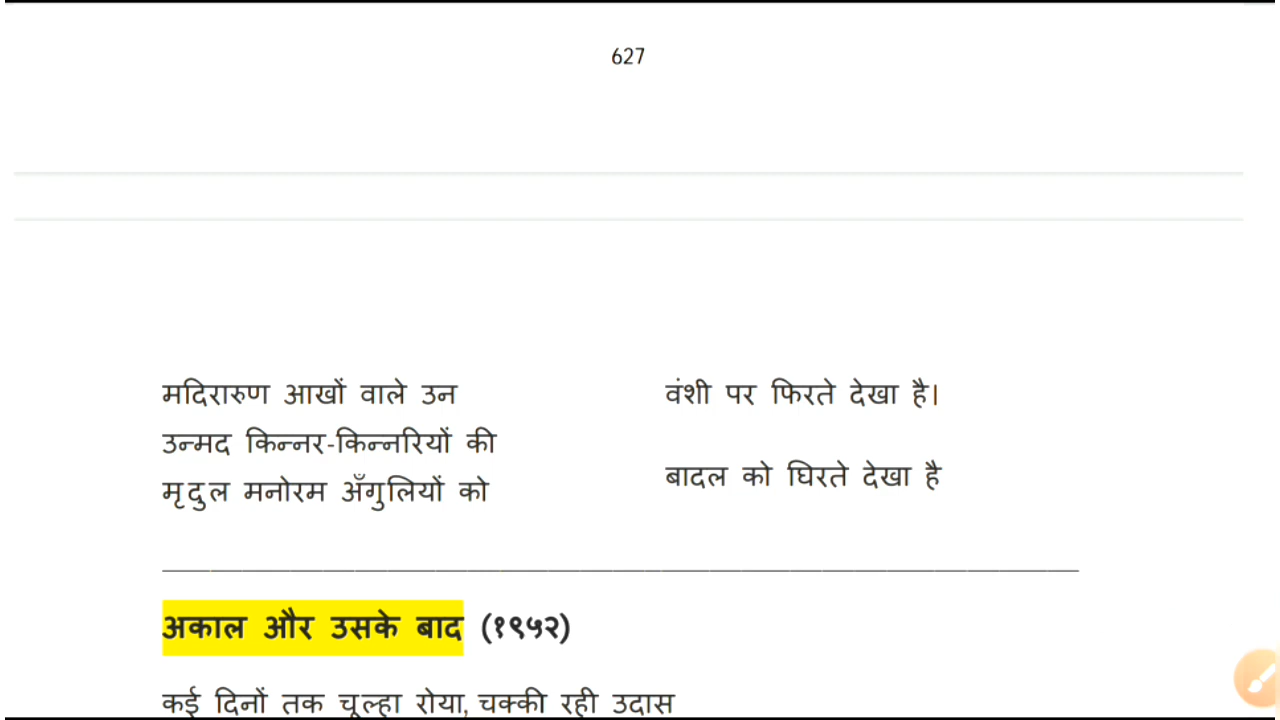 627
मदिरारुण आखों वाले उन
उन्मद किन्नर-किन्नरियों की
मृदुल मनोरम अँगुलियों को
वंशी पर फिरते देखा है।
बादल को घिरते देखा है
अकाल और उसके बाद (१९५२)
कई दिनों तक चूल्हा रोया, चक्की रही उदास